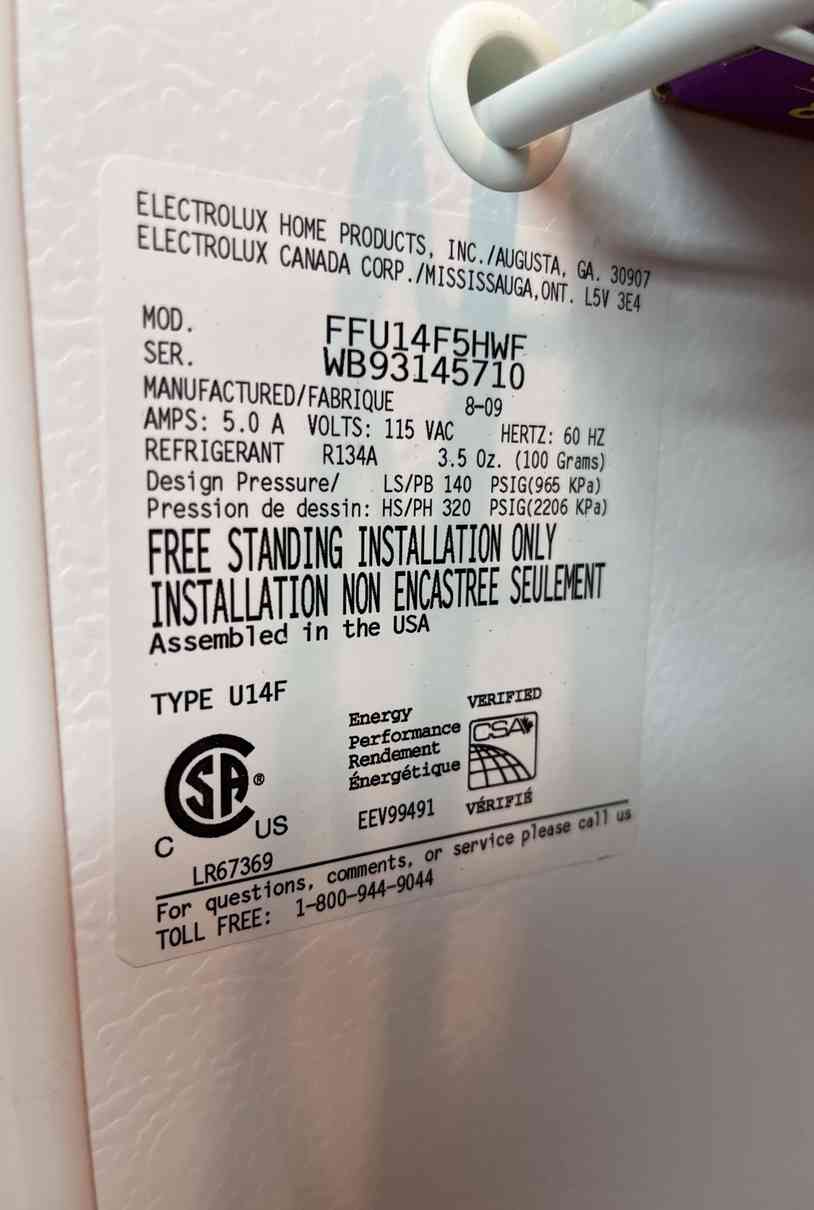 ELECTROLUX HOME PRODUCTS, INC./AUGUSTA, GA. 30907
ELECTROLUX CANADA CORP./MISSISSAUGA,ONT. L5V 3E4
MOD. FFU14F5HWF
SER. WB93145710
MANUFACTURED/FABRIQUE 8-09
AMPS: 5.0 A VOLTS: 115 VAC HERTZ: 60 HZ
REFRIGERANT R134A 3.5 Oz. (100 Grams)
Design Pressure/ LS/PB 140 PSIG(965 KPa)
Pression de dessin: HS/PH 320 PSIG(2206 KPa)
FREE STANDING INSTALLATION ONLY
INSTALLATION NON ENCASTREE SEULEMENT
Assembled in the USA
TYPE U14F
CSA ®
C US
LR67369
Energy
Performance
Rendement
Énergétique
EEV99491
VERIFIED
CSA
VÉRIFIÉ
For questions, comments, or service please call us
TOLL FREE: 1-800-944-9044